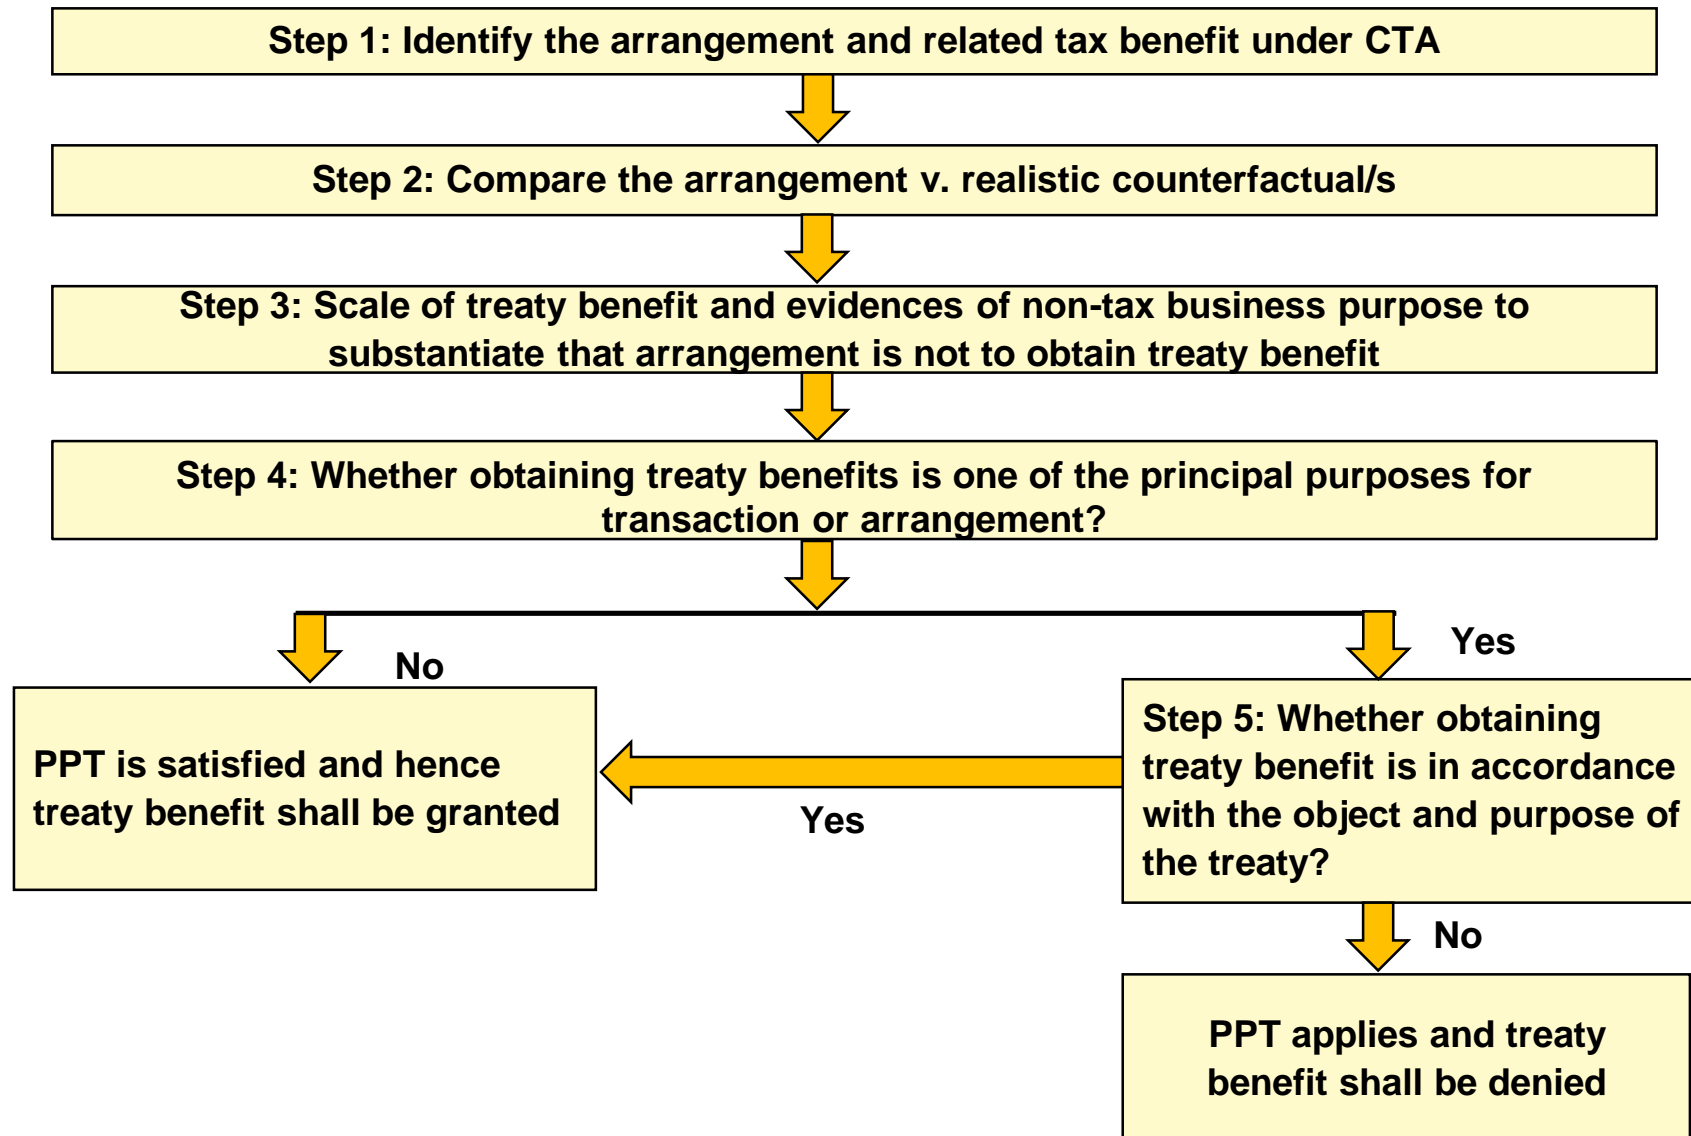 Step 1: Identify the arrangement and related tax benefit under CTA
Step 2: Compare the arrangement v. realistic counterfactual/s
Step 3: Scale of treaty benefit and evidences of non-tax business purpose to
substantiate that arrangement is not to obtain treaty benefit
Step 4: Whether obtaining treaty benefits is one of the principal purposes for
transaction or arrangement?
No
Yes
PPT is satisfied and hence
treaty benefit shall be granted
Yes
Step 5: Whether obtaining
treaty benefit is in accordance
with the object and purpose of
the treaty?
No
PPT applies and treaty
benefit shall be denied